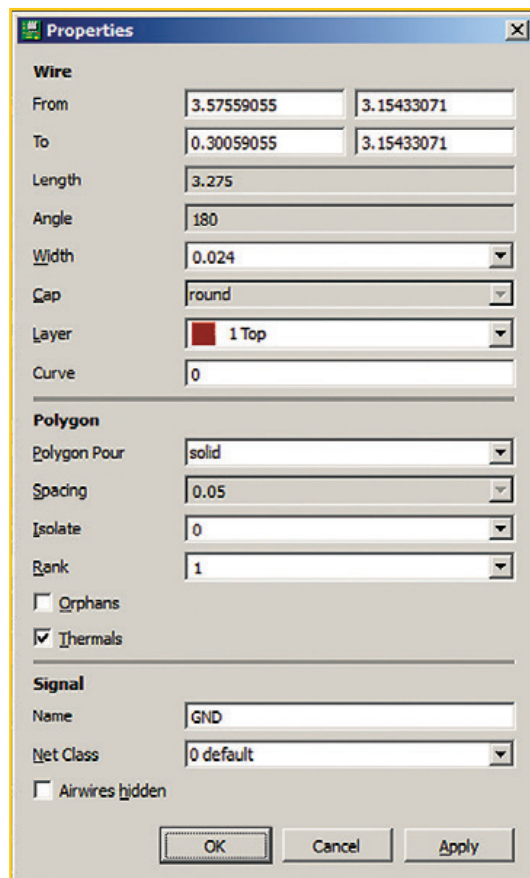 Properties
Wire
From 3.57559055 3.15433071
To 0.30059055 3.15433071
Length 3.275
Angle 180
Width 0.024
Cap round
Layer 1 Top
Curve 0
Polygon
Polygon Pour solid
Spacing 0.05
Isolate 0
Rank 1
Orphans
Thermals
Signal
Name GND
Net Class 0 default
Airwires hidden
OK Cancel Apply